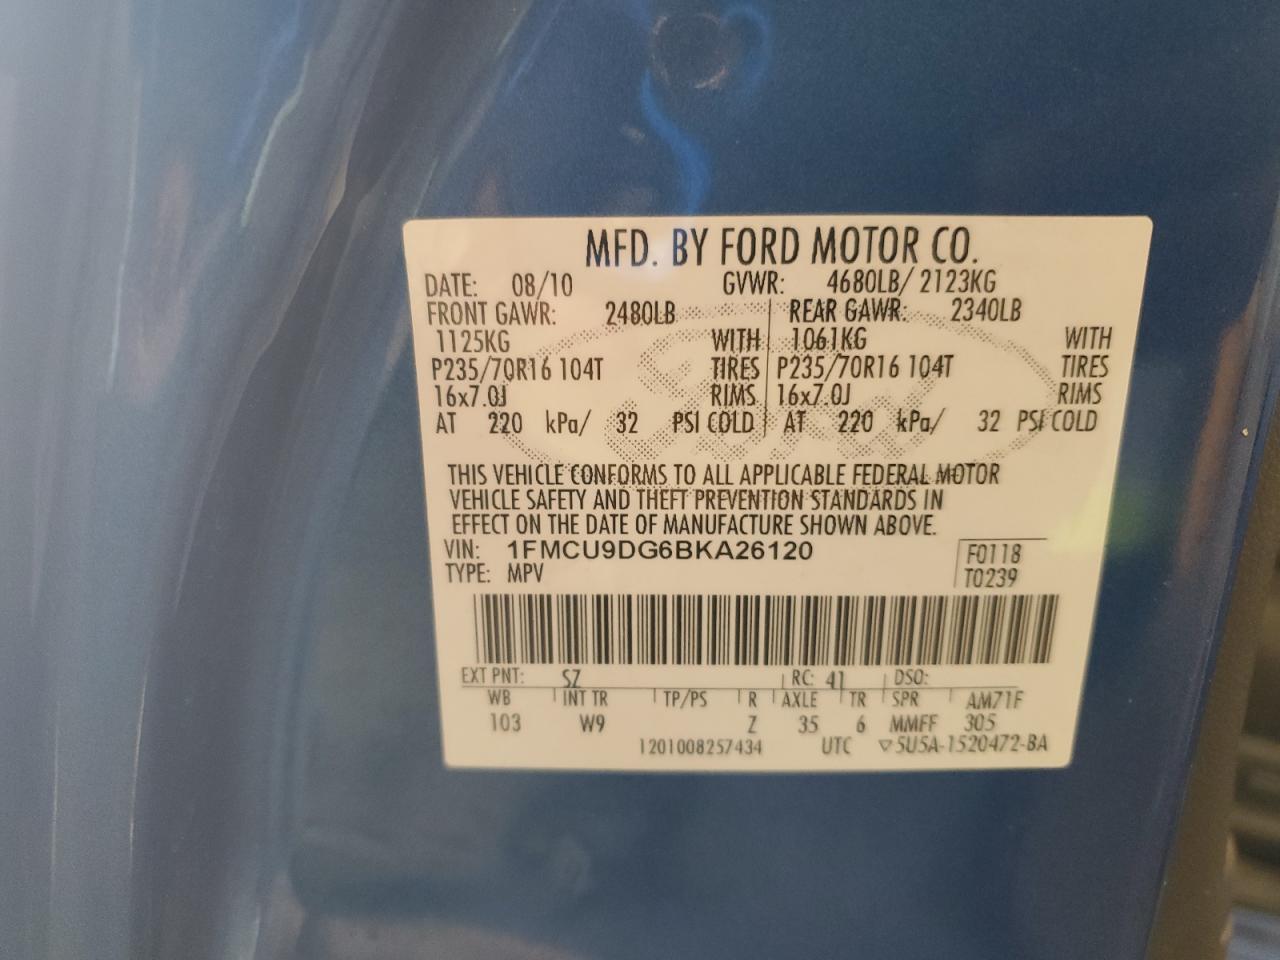 MFD. BY FORD MOTOR CO.
DATE: 08/10 GVWR: 4680LB/ 2123KG
FRONT GAWR: 2480LB REAR GAWR: 2340LB
1125KG WITH 1061KG WITH
P235/70R16 104T TIRES P235/70R16 104T TIRES
16x7.0J RIMS 16x7.0J RIMS
AT 220 kPa/ 32 PSI COLD AT 220 kPa/ 32 PSI COLD
THIS VEHICLE CONFORMS TO ALL APPLICABLE FEDERAL MOTOR
VEHICLE SAFETY AND THEFT PREVENTION STANDARDS IN
EFFECT ON THE DATE OF MANUFACTURE SHOWN ABOVE.
VIN: 1FMCU9DG6BKA26120 F0118
TYPE: MPV T0239
EXT PNT: SZ RC: 41 DSO:
WB INT TR TP/PS R AXLE TR SPR AM71F
103 W9 Z 35 6 MMFF 305
1201008257434 UTC ▽5U5A-1520472-BA